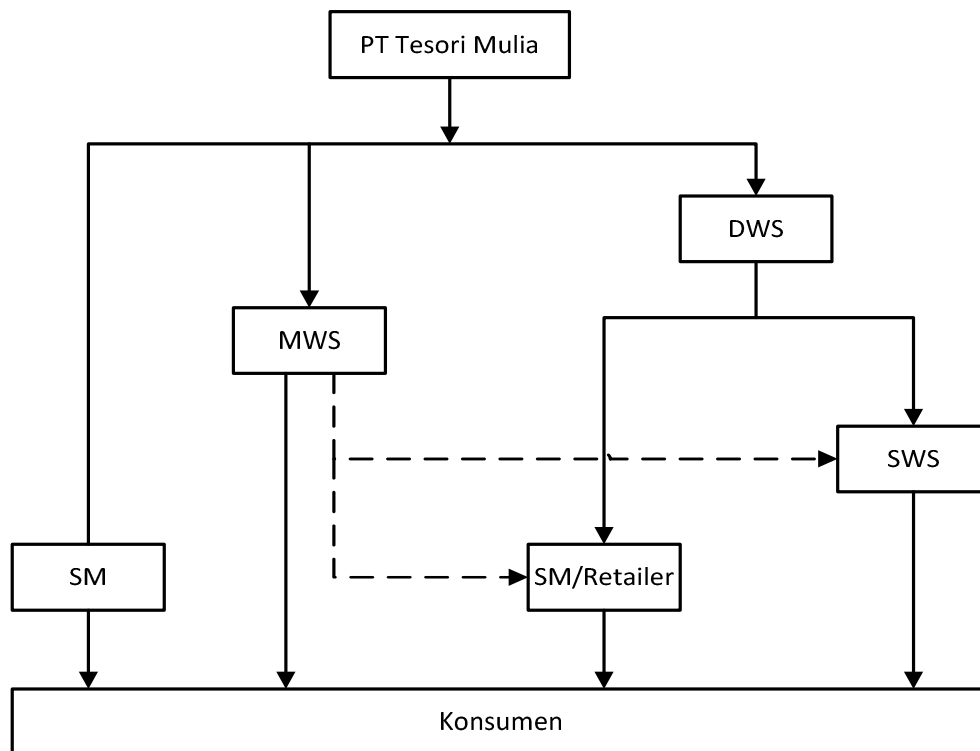 PT Tesori Mulia
DWS
MWS
SWS
SM
SM/Retailer
Konsumen